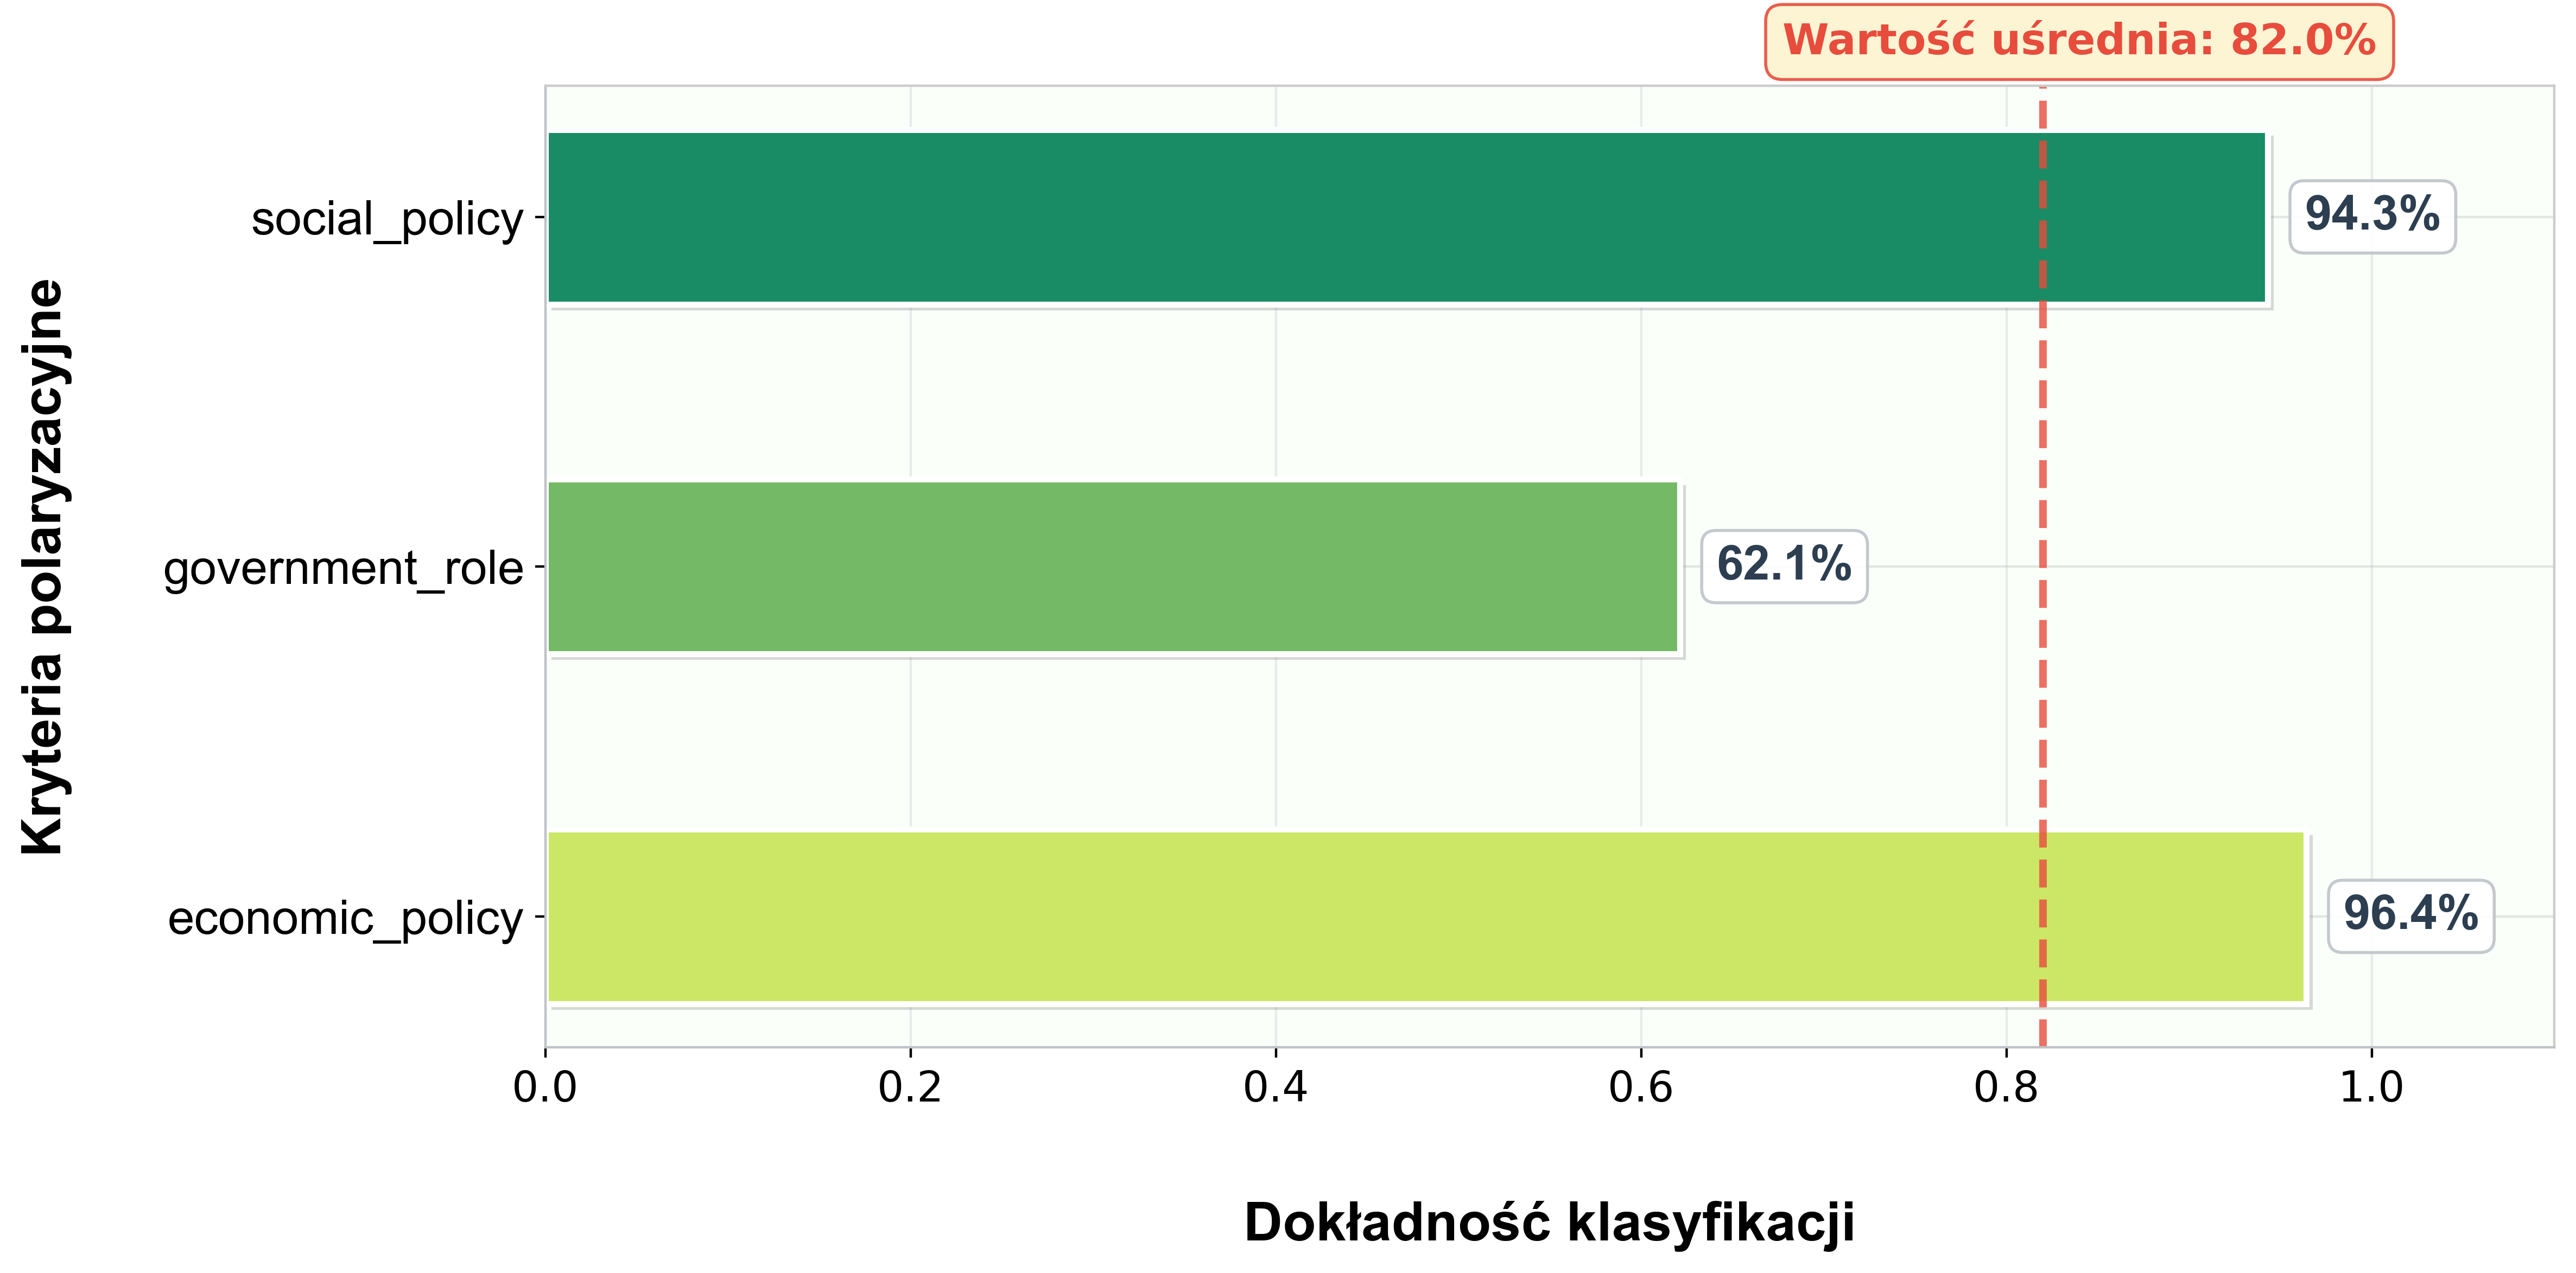 Wartość uśrednia: 82.0%
Kryteria polaryzacyjne
social_policy
94.3%
government_role
62.1%
economic_policy
96.4%
0.0
0.2
0.4
0.6
0.8
1.0
Dokładność klasyfikacji